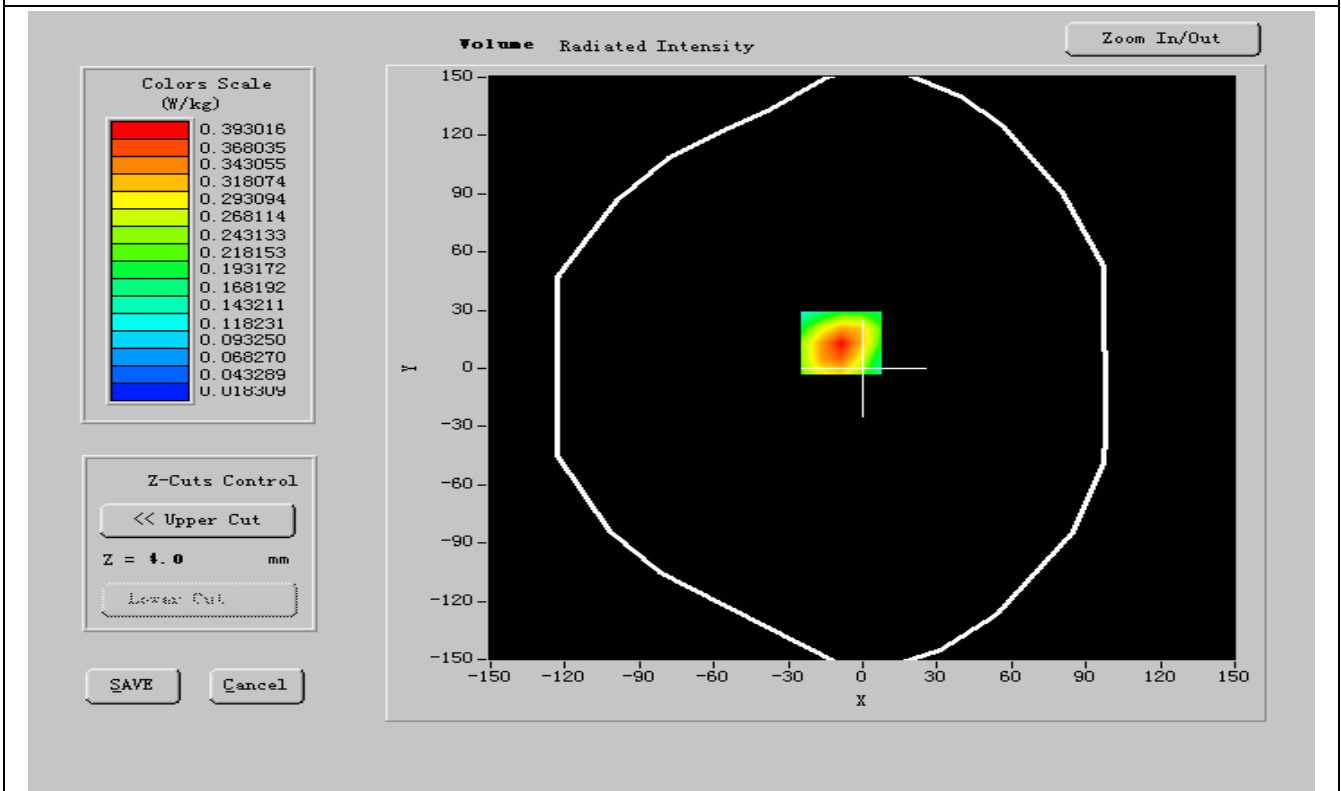 Volume Radiated Intensity
Zoom In/Out
Colors Scale
(W/kg)
0.393016
0.368035
0.343055
0.318074
0.293094
0.268114
0.243133
0.218153
0.193172
0.168192
0.143211
0.118231
0.093250
0.068270
0.043289
0.018309
Z-Cuts Control
<< Upper Cut
Z = 4.0 mm
Lower Cut
SAVE
Cancel
150
120
90
60
30
0
-30
-60
-90
-120
-150
Y
-150 -120 -90 -60 -30 0 30 60 90 120 150
X